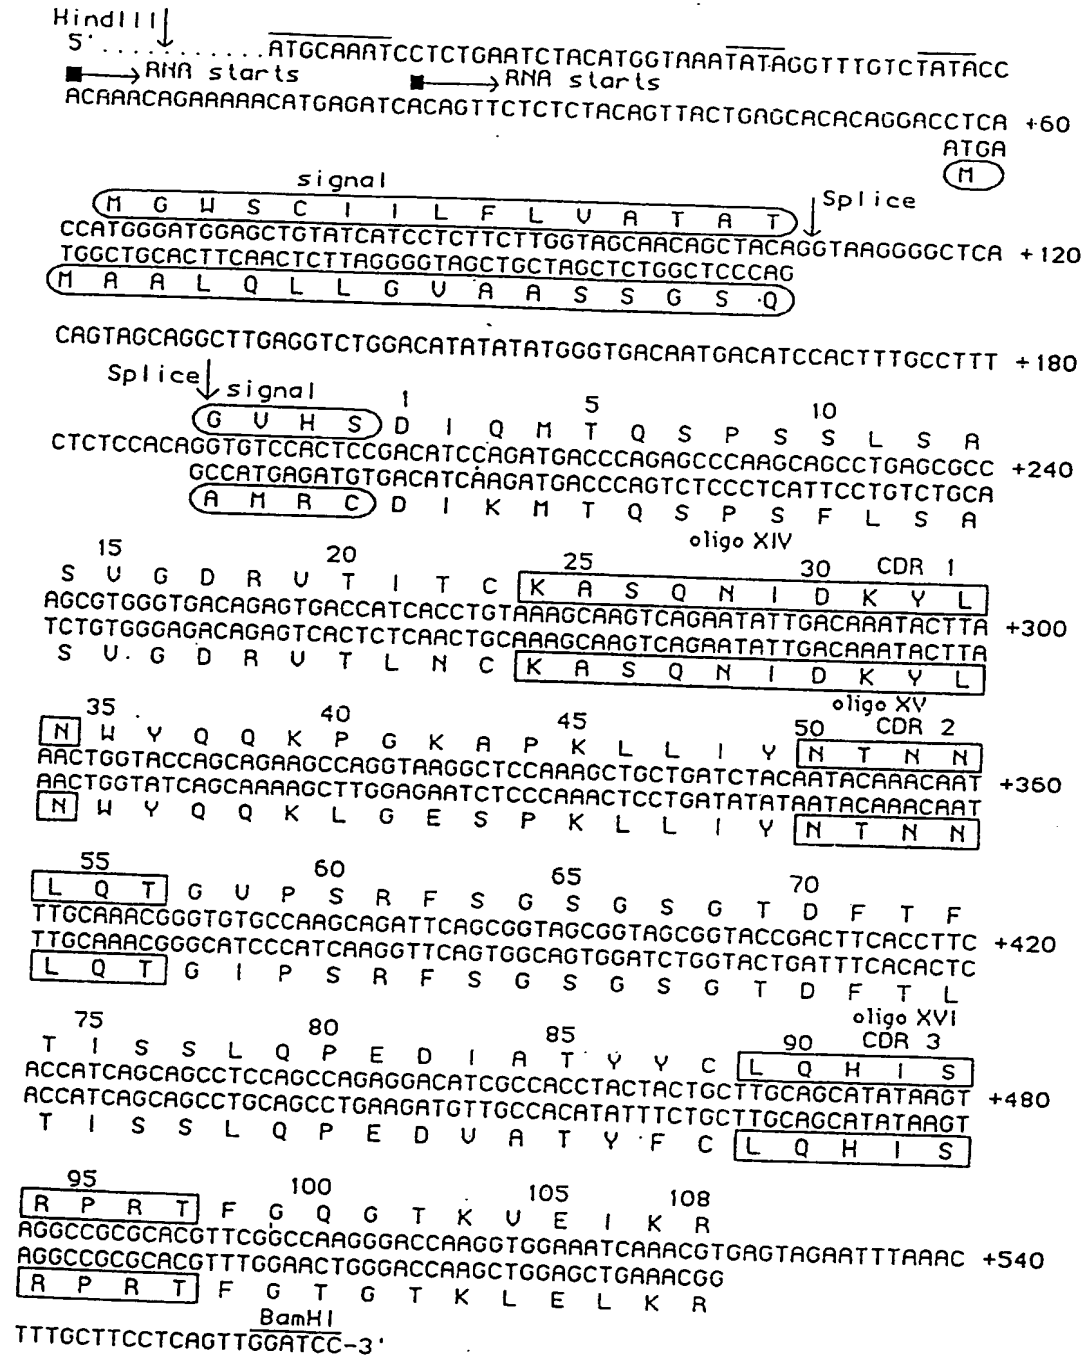 HindIII
5'..........ATGCAAATCCTCTGAATCTACATGGTAAATATAGGTTTGTCTATACC
RNA starts RNA starts
ACAAACAGAAAAACATGAGATCACAGTTCTCTCTACAGTTACTGAGCACACAGGACCTCA +60
ATGA
M
signal
M G W S C I I L F L V A T A T Splice
CCATGGGATGGAGCTGTATCATCCTCTTCTTGGTAGCAACAGCTACAGGTAAGGGGCTCA +120
TGGCTGCACTTCAACTCTTAGGGGTAGCTGCTAGCTCTGGCTCCCAG
M A A L Q L L G V A A S S G S Q
CAGTAGCAGGCTTGAGGTCTGGACATATATATGGGTGACAATGACATCCACTTTGCCTTT +180
Splice signal 1 5 10
G V H S D I Q M T Q S P S S L S A
CTCTCCACAGGTGTCCACTCCGACATCCAGATGACCCAGAGCCCAAGCAGCCTGAGCGCC +240
GCCATGAGATGTGACATCAAGATGACCCAGTCTCCCTCATTCCTGTCTGCA
A M R C D I K M T Q S P S F L S A
oligo XIV
15 20 25 30 CDR 1
S V G D R V T I T C K A S Q N I D K Y L
AGCGTGGGTGACAGAGTGACCATCACCTGTAAAGCAAGTCAGAATATTGACAAATACTTA +300
TCTGTGGGAGACAGAGTCACTCTCAACTGCAAAGCAAGTCAGAATATTGACAAATACTTA
S V G D R V T L N C K A S Q N I D K Y L
oligo XV
35 40 45 50 CDR 2
N W Y Q Q K P G K A P K L L I Y N T N N
AACTGGTACCAGCAGAAGCCAGGTAAGGCTCCAAAGCTGCTGATCTACAATACAAACAAT +360
AACTGGTATCAGCAAAAGCTTGGAGAATCTCCCAAACTCCTGATATATAATACAAACAAT
N W Y Q Q K L G E S P K L L I Y N T N N
55 60 65 70
L Q T G V P S R F S G S G S G T D F T F
TTGCAAACGGGTGTGCCAAGCAGATTCAGCGGTAGCGGTAGCGGTACCGACTTCACCTTC +420
TTGCAAACGGGCATCCCATCAAGGTTCAGTGGCAGTGGATCTGGTACTGATTTCACACTC
L Q T G I P S R F S G S G S G T D F T L
oligo XVI
75 80 85 90 CDR 3
T I S S L Q P E D I A T Y Y C L Q H I S
ACCATCAGCAGCCTCCAGCCAGAGGACATCGCCACCTACTACTGCTTGCAGCATATAAGT +480
ACCATCAGCAGCCTGCAGCCTGAAGATGTTGCCACATATTTCTGCTTGCAGCATATAAGT
T I S S L Q P E D V A T Y F C L Q H I S
95 100 105 108
R P R T F G Q G T K V E I K R
AGGCCGCGCACGTTCGGCCAAGGGACCAAGGTGGAAATCAAACGTGAGTAGAATTTAAAC +540
AGGCCGCGCACGTTTGGAACTGGGACCAAGCTGGAGCTGAAACGG
R P R T F G T G T K L E L K R
BamHI
TTTGCTTCCTCAGTTGGATCC-3'